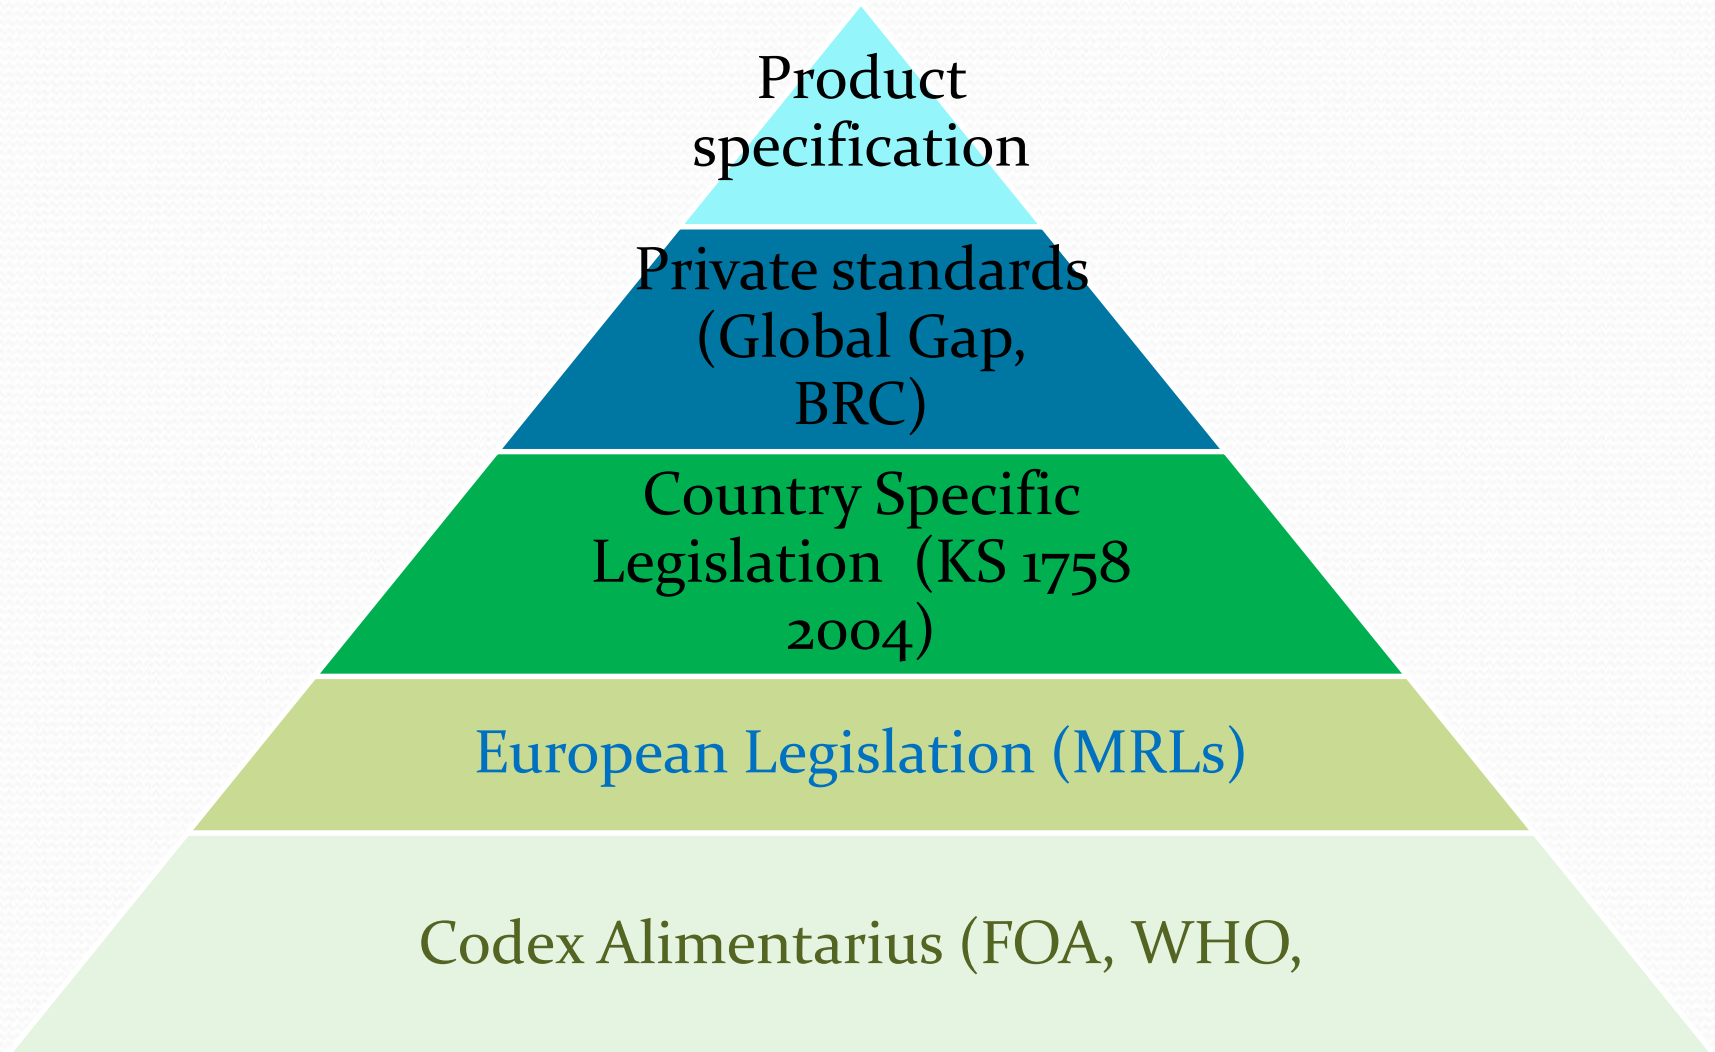 Product
specification
Private standards
(Global Gap,
BRC)
Country Specific
Legislation  (KS 1758
2004)
European Legislation (MRLs)
Codex Alimentarius (FOA, WHO,